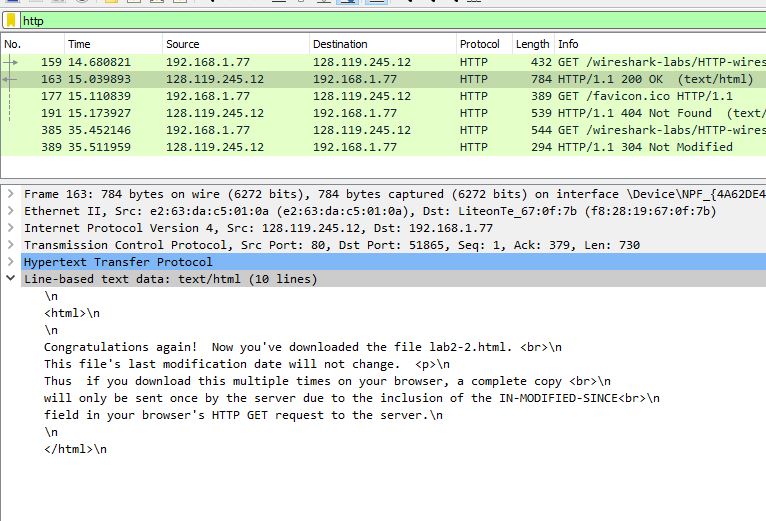 http
No. Time Source Destination Protocol Length Info
159 14.680821 192.168.1.77 128.119.245.12 HTTP 432 GET /wireshark-labs/HTTP-wires
163 15.039893 128.119.245.12 192.168.1.77 HTTP 784 HTTP/1.1 200 OK (text/html)
177 15.110839 192.168.1.77 128.119.245.12 HTTP 389 GET /favicon.ico HTTP/1.1
191 15.173927 128.119.245.12 192.168.1.77 HTTP 539 HTTP/1.1 404 Not Found (text/
385 35.452146 192.168.1.77 128.119.245.12 HTTP 544 GET /wireshark-labs/HTTP-wires
389 35.511959 128.119.245.12 192.168.1.77 HTTP 294 HTTP/1.1 304 Not Modified
Frame 163: 784 bytes on wire (6272 bits), 784 bytes captured (6272 bits) on interface \Device\NPF_{4A62DE4
Ethernet II, Src: e2:63:da:c5:01:0a (e2:63:da:c5:01:0a), Dst: LiteonTe_67:0f:7b (f8:28:19:67:0f:7b)
Internet Protocol Version 4, Src: 128.119.245.12, Dst: 192.168.1.77
Transmission Control Protocol, Src Port: 80, Dst Port: 51865, Seq: 1, Ack: 379, Len: 730
Hypertext Transfer Protocol
Line-based text data: text/html (10 lines)
\n
<html>\n
\n
Congratulations again!  Now you've downloaded the file lab2-2.html. <br>\n
This file's last modification date will not change.  <p>\n
Thus  if you download this multiple times on your browser, a complete copy <br>\n
will only be sent once by the server due to the inclusion of the IN-MODIFIED-SINCE<br>\n
field in your browser's HTTP GET request to the server.\n
\n
</html>\n